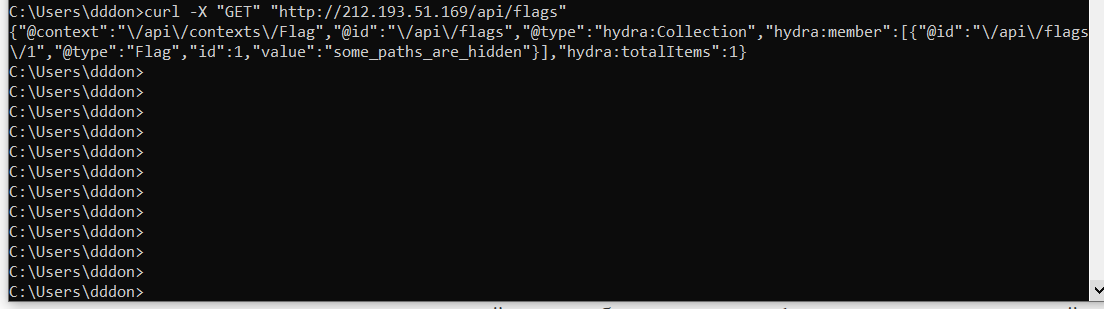 C:\Users\dddon>curl -X "GET" "http://212.193.51.169/api/flags"
{"@context":"\/api\/contexts\/Flag","@id":"\/api\/flags","@type":"hydra:Collection","hydra:member":[{"@id":"\/api\/flags
\/1","@type":"Flag","id":1,"value":"some_paths_are_hidden"}],"hydra:totalItems":1}
C:\Users\dddon>
C:\Users\dddon>
C:\Users\dddon>
C:\Users\dddon>
C:\Users\dddon>
C:\Users\dddon>
C:\Users\dddon>
C:\Users\dddon>
C:\Users\dddon>
C:\Users\dddon>
C:\Users\dddon>
C:\Users\dddon>